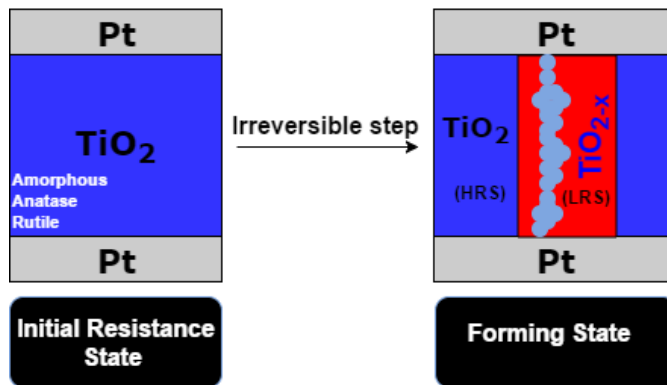 Pt
TiO₂
Amorphous
Anatase
Rutile
Pt
Initial Resistance
State
Irreversible step
Pt
TiO₂
(HRS)
TiO₂₋ₓ
(LRS)
Pt
Forming State